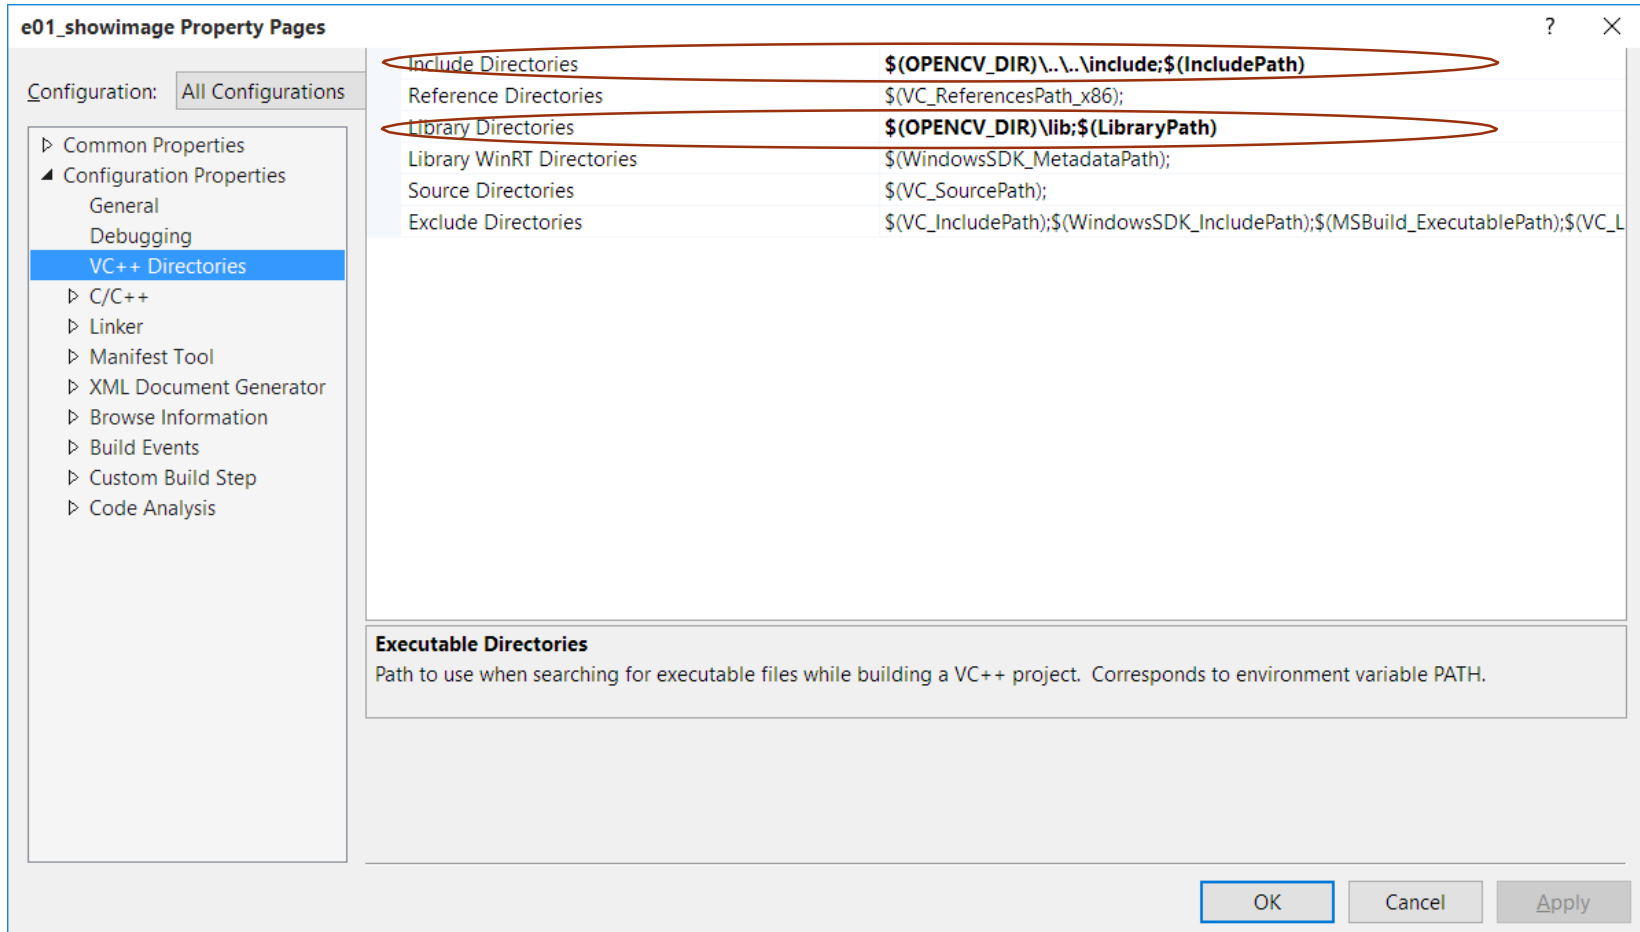 e01_showimage Property Pages
?
Configuration: All Configurations
Common Properties
Configuration Properties
General
Debugging
VC++ Directories
C/C++
Linker
Manifest Tool
XML Document Generator
Browse Information
Build Events
Custom Build Step
Code Analysis
Include Directories $(OPENCV_DIR)\..\..\include;$(IncludePath)
Reference Directories $(VC_ReferencesPath_x86);
Library Directories $(OPENCV_DIR)\lib;$(LibraryPath)
Library WinRT Directories $(WindowsSDK_MetadataPath);
Source Directories $(VC_SourcePath);
Exclude Directories $(VC_IncludePath);$(WindowsSDK_IncludePath);$(MSBuild_ExecutablePath);$(VC_L
Executable Directories
Path to use when searching for executable files while building a VC++ project. Corresponds to environment variable PATH.
OK Cancel Apply